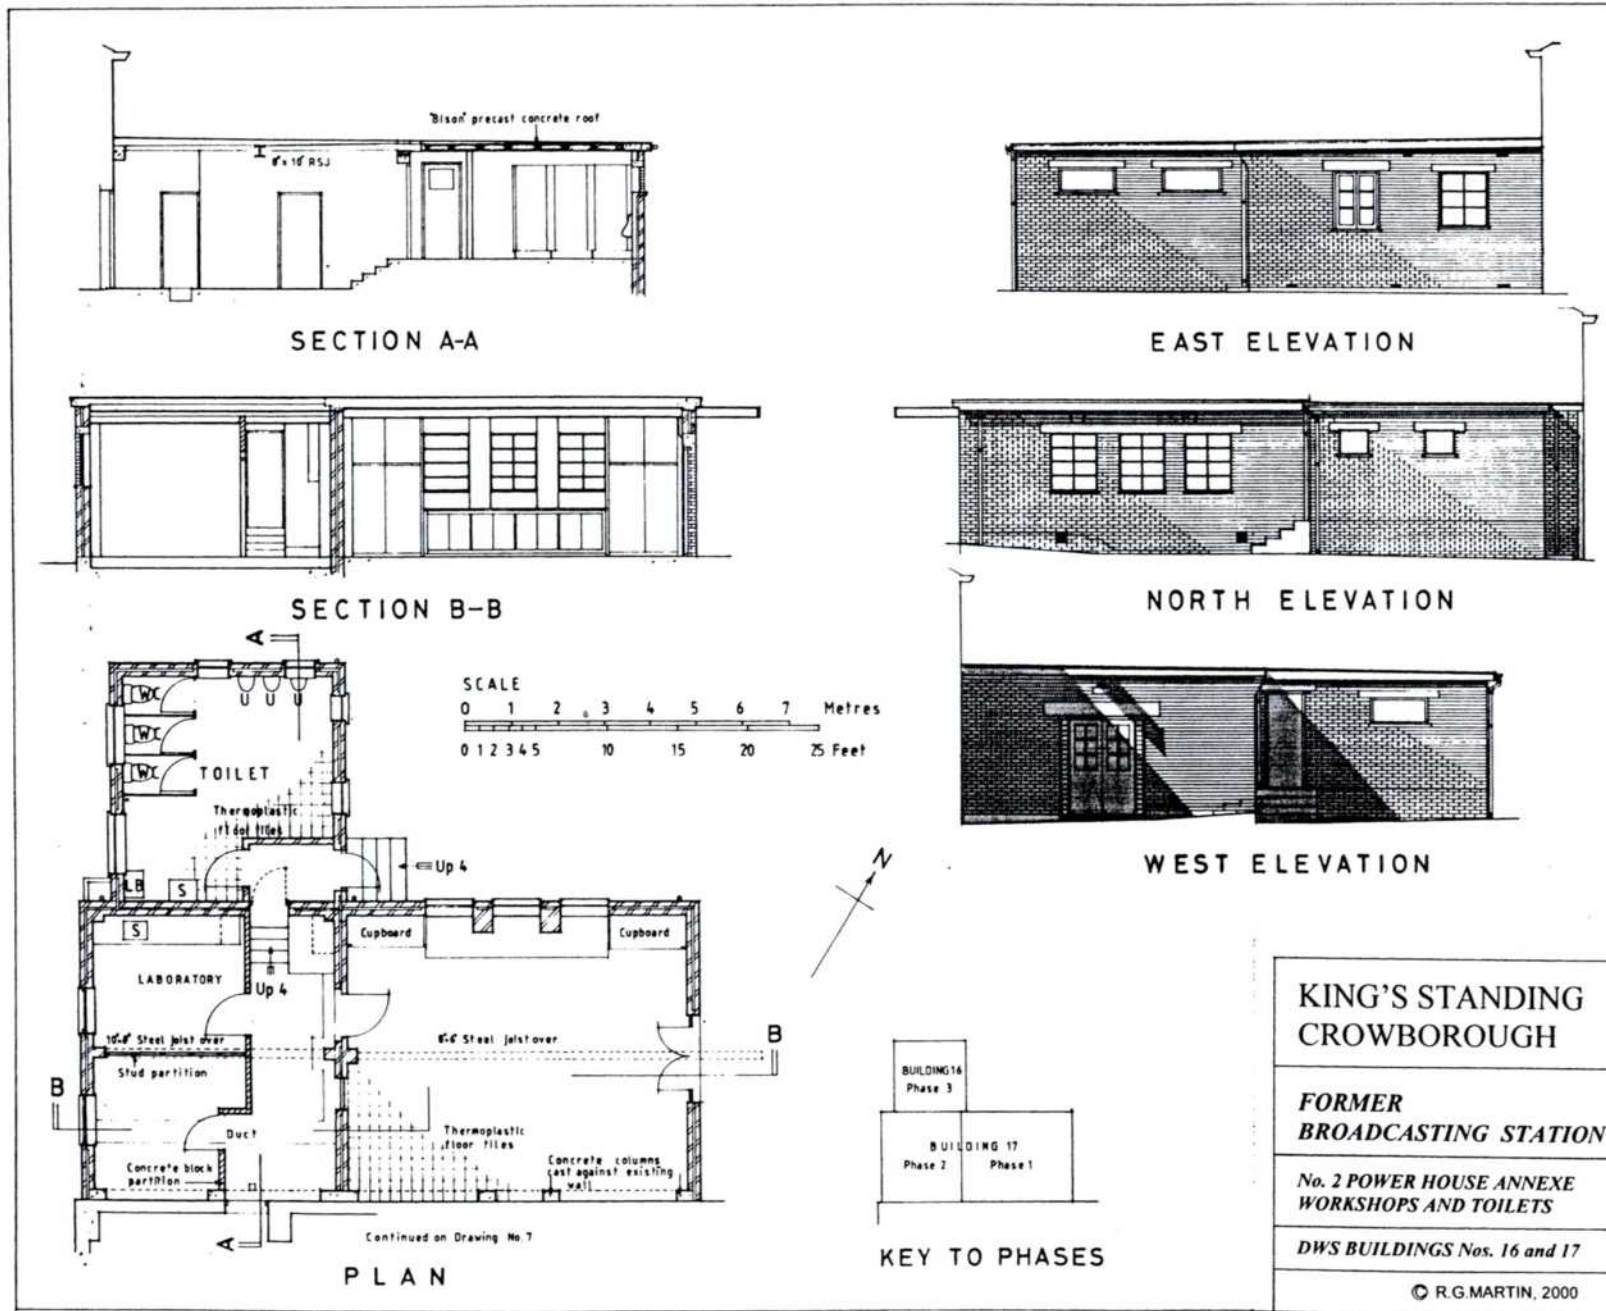 "Bison" precast concrete roof
8" x 10" RSJ
SECTION A-A
EAST ELEVATION
SECTION B-B
NORTH ELEVATION
WEST ELEVATION
A
SCALE
0 1 2 3 4 5 6 7 Metres
0 1 2 3 4 5 10 15 20 25 Feet
WC
WC
WC
TOILET
Thermoplastic
floor tiles
Up 4
LB
S
N
S
Cupboard
Cupboard
LABORATORY
Up 4
10"x8" Steel joist over
8"x6" Steel joist over
Stud partition
B
B
Duct
Thermoplastic
floor tiles
Concrete block
partition
Concrete columns
cast against existing
wall
A
Continued on Drawing No. 7
PLAN
BUILDING 16
Phase 3
BUILDING 17
Phase 2 Phase 1
KEY TO PHASES
KING'S STANDING
CROWBOROUGH
FORMER
BROADCASTING STATION
No. 2 POWER HOUSE ANNEXE
WORKSHOPS AND TOILETS
DWS BUILDINGS Nos. 16 and 17
© R.G.MARTIN, 2000